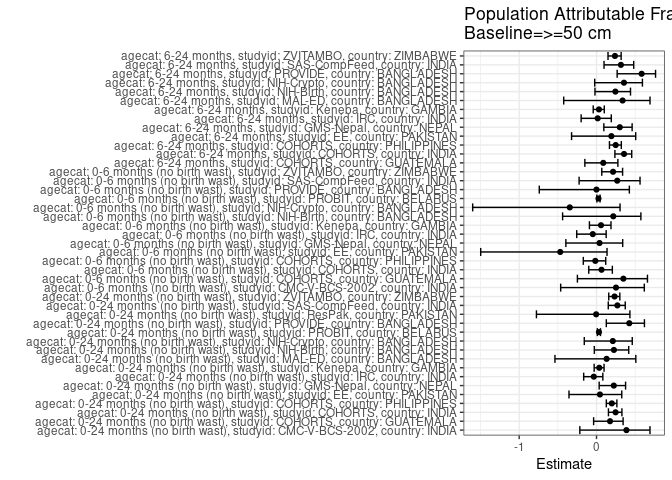 Population Attributable Fra
Baseline=>=50 cm
agecat: 6-24 months, studyid: ZVITAMBO, country: ZIMBABWE
agecat: 6-24 months, studyid: SAS-CompFeed, country: INDIA
agecat: 6-24 months, studyid: PROVIDE, country: BANGLADESH
agecat: 6-24 months, studyid: NIH-Crypto, country: BANGLADESH
agecat: 6-24 months, studyid: NIH-Birth, country: BANGLADESH
agecat: 6-24 months, studyid: MAL-ED, country: BANGLADESH
agecat: 6-24 months, studyid: Keneba, country: GAMBIA
agecat: 6-24 months, studyid: IRC, country: INDIA
agecat: 6-24 months, studyid: GMS-Nepal, country: NEPAL
agecat: 6-24 months, studyid: EE, country: PAKISTAN
agecat: 6-24 months, studyid: COHORTS, country: PHILIPPINES
agecat: 6-24 months, studyid: COHORTS, country: INDIA
agecat: 6-24 months, studyid: COHORTS, country: GUATEMALA
agecat: 0-6 months (no birth wast), studyid: ZVITAMBO, country: ZIMBABWE
agecat: 0-6 months (no birth wast), studyid: SAS-CompFeed, country: INDIA
agecat: 0-6 months (no birth wast), studyid: PROVIDE, country: BANGLADESH
agecat: 0-6 months (no birth wast), studyid: PROBIT, country: BELARUS
agecat: 0-6 months (no birth wast), studyid: NIH-Crypto, country: BANGLADESH
agecat: 0-6 months (no birth wast), studyid: NIH-Birth, country: BANGLADESH
agecat: 0-6 months (no birth wast), studyid: Keneba, country: GAMBIA
agecat: 0-6 months (no birth wast), studyid: IRC, country: INDIA
agecat: 0-6 months (no birth wast), studyid: GMS-Nepal, country: NEPAL
agecat: 0-6 months (no birth wast), studyid: EE, country: PAKISTAN
agecat: 0-6 months (no birth wast), studyid: COHORTS, country: PHILIPPINES
agecat: 0-6 months (no birth wast), studyid: COHORTS, country: INDIA
agecat: 0-6 months (no birth wast), studyid: COHORTS, country: GUATEMALA
agecat: 0-6 months (no birth wast), studyid: CMC-V-BCS-2002, country: INDIA
agecat: 0-24 months (no birth wast), studyid: ZVITAMBO, country: ZIMBABWE
agecat: 0-24 months (no birth wast), studyid: SAS-CompFeed, country: INDIA
agecat: 0-24 months (no birth wast), studyid: ResPak, country: PAKISTAN
agecat: 0-24 months (no birth wast), studyid: PROVIDE, country: BANGLADESH
agecat: 0-24 months (no birth wast), studyid: PROBIT, country: BELARUS
agecat: 0-24 months (no birth wast), studyid: NIH-Crypto, country: BANGLADESH
agecat: 0-24 months (no birth wast), studyid: NIH-Birth, country: BANGLADESH
agecat: 0-24 months (no birth wast), studyid: MAL-ED, country: BANGLADESH
agecat: 0-24 months (no birth wast), studyid: Keneba, country: GAMBIA
agecat: 0-24 months (no birth wast), studyid: IRC, country: INDIA
agecat: 0-24 months (no birth wast), studyid: GMS-Nepal, country: NEPAL
agecat: 0-24 months (no birth wast), studyid: EE, country: PAKISTAN
agecat: 0-24 months (no birth wast), studyid: COHORTS, country: PHILIPPINES
agecat: 0-24 months (no birth wast), studyid: COHORTS, country: INDIA
agecat: 0-24 months (no birth wast), studyid: COHORTS, country: GUATEMALA
agecat: 0-24 months (no birth wast), studyid: CMC-V-BCS-2002, country: INDIA
-1 0
Estimate